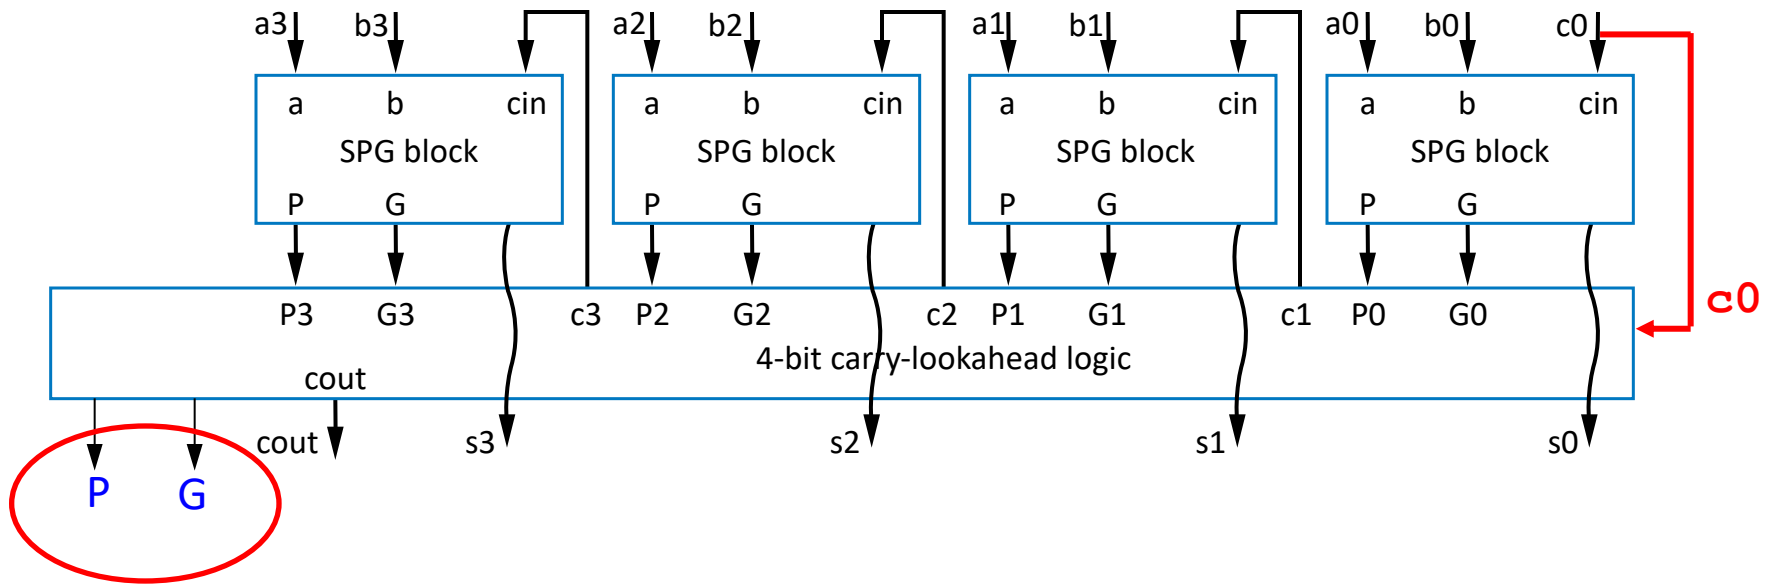 a3 b3 a2 b2 a1 b1 a0 b0 c0
a b cin a b cin a b cin a b cin
SPG block SPG block SPG block SPG block
P G P G P G P G
c0
P3 G3 c3 P2 G2 c2 P1 G1 c1 P0 G0
4-bit carry-lookahead logic
cout
cout s3 s2 s1 s0
P G